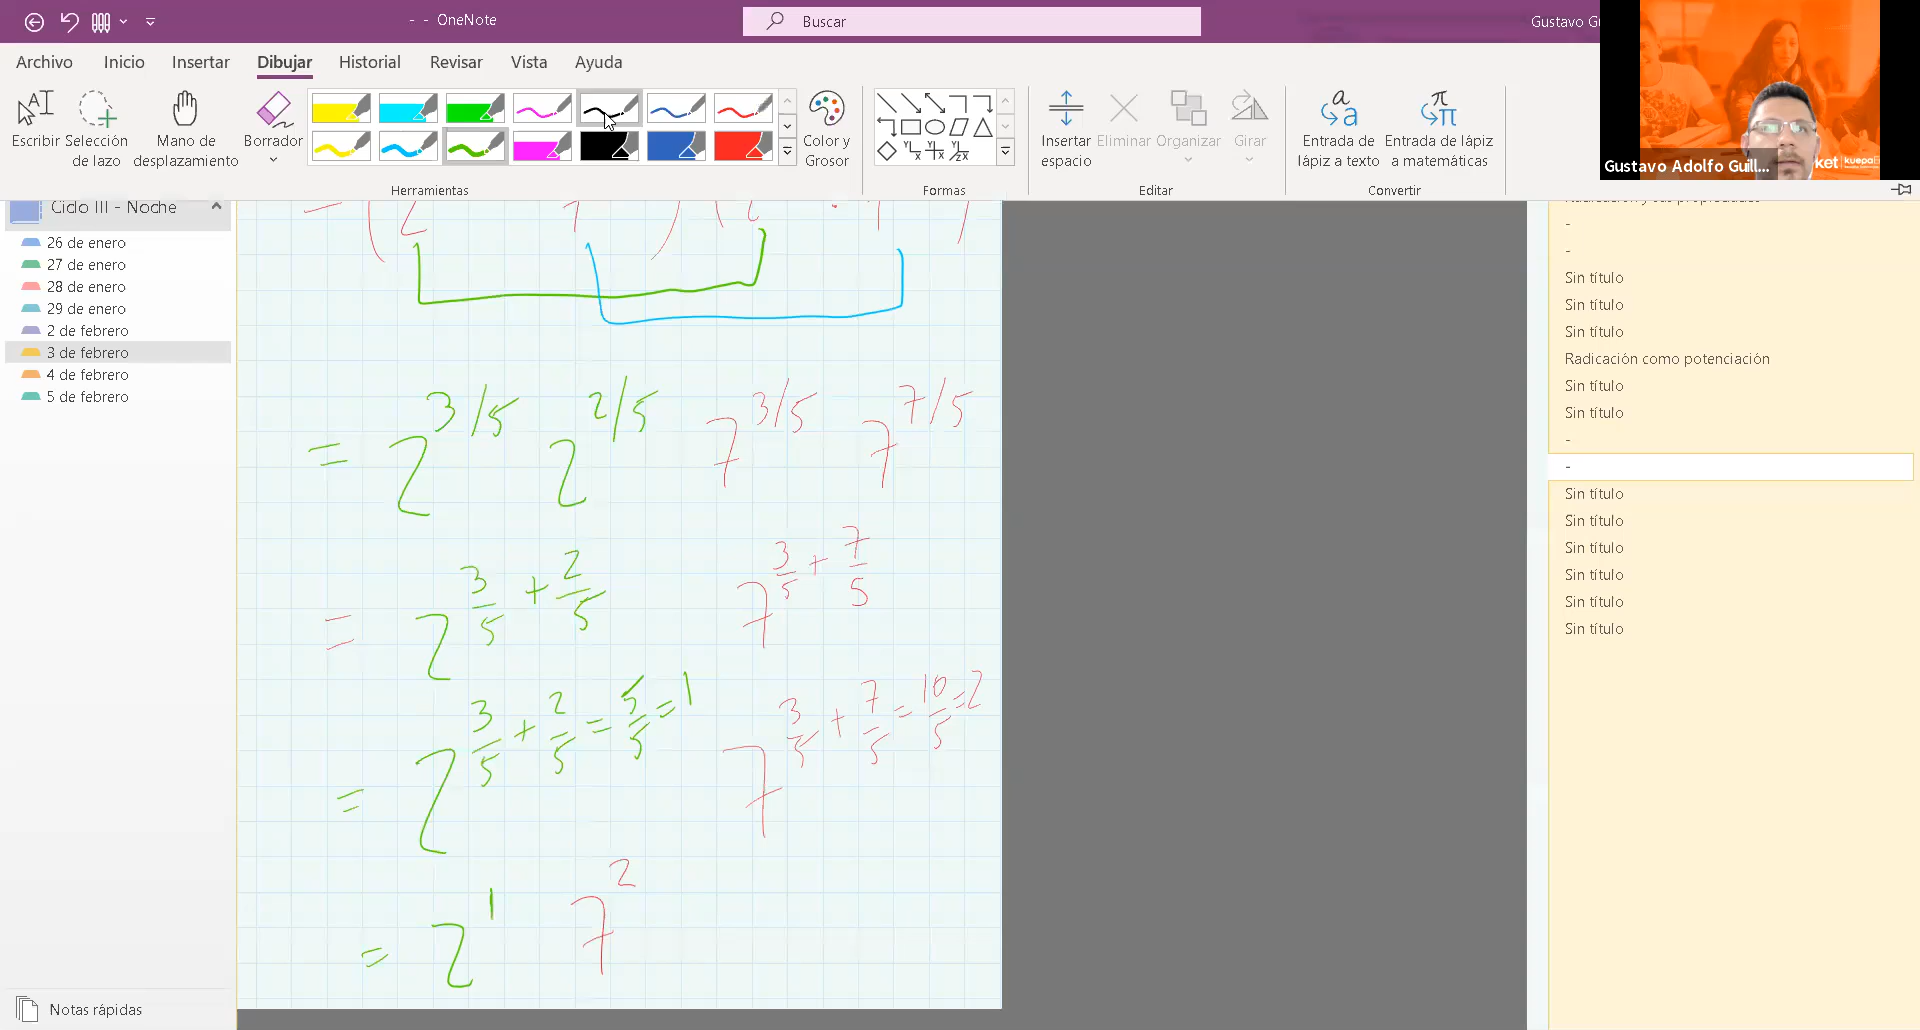 - - OneNote
Buscar
Gustavo
Archivo Inicio Insertar Dibujar Historial Revisar Vista Ayuda
Escribir
Selección de lazo
Mano de desplazamiento
Borrador
Color y Grosor
Insertar espacio
Eliminar
Organizar
Girar
Entrada de lápiz a texto
Entrada de lápiz a matemáticas
Herramientas
Formas
Editar
Convertir
Gustavo Adolfo Guill...
ket kuepa
Ciclo III - Noche
26 de enero
27 de enero
28 de enero
29 de enero
2 de febrero
3 de febrero
4 de febrero
5 de febrero
Notas rápidas
= 2^3/5 2^2/5 7^3/5 7^7/5
= 2^3/5 + 2/5 7^3/5 + 7/5
= 2^3/5 + 2/5 = 5/5 = 1 7^3/5 + 7/5 = 10/5 = 2
= 2^1 7^2
-
-
Sin título
Sin título
Sin título
Radicación como potenciación
Sin título
Sin título
-
-
Sin título
Sin título
Sin título
Sin título
Sin título
Sin título